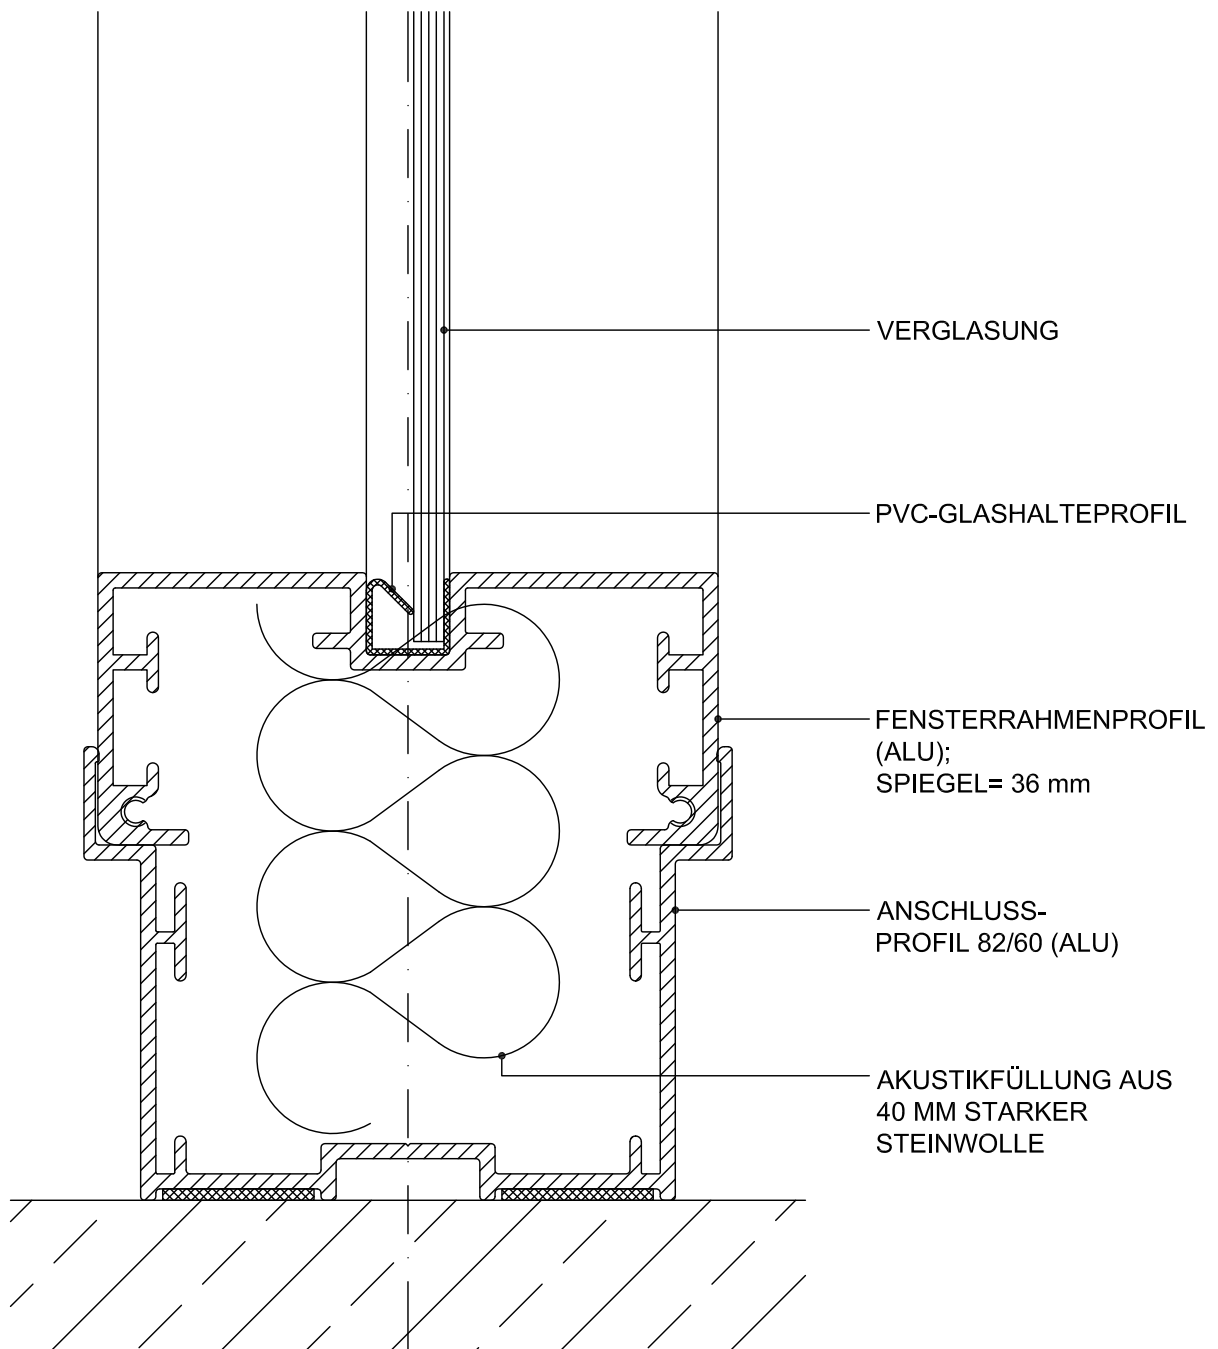 VERGLASUNG
PVC-GLASHALTEPROFIL
FENSTERRAHMENPROFIL
(ALU);
SPIEGEL= 36 mm
ANSCHLUSS-
PROFIL 82/60 (ALU)
AKUSTIKFÜLLUNG AUS
40 MM STARKER
STEINWOLLE